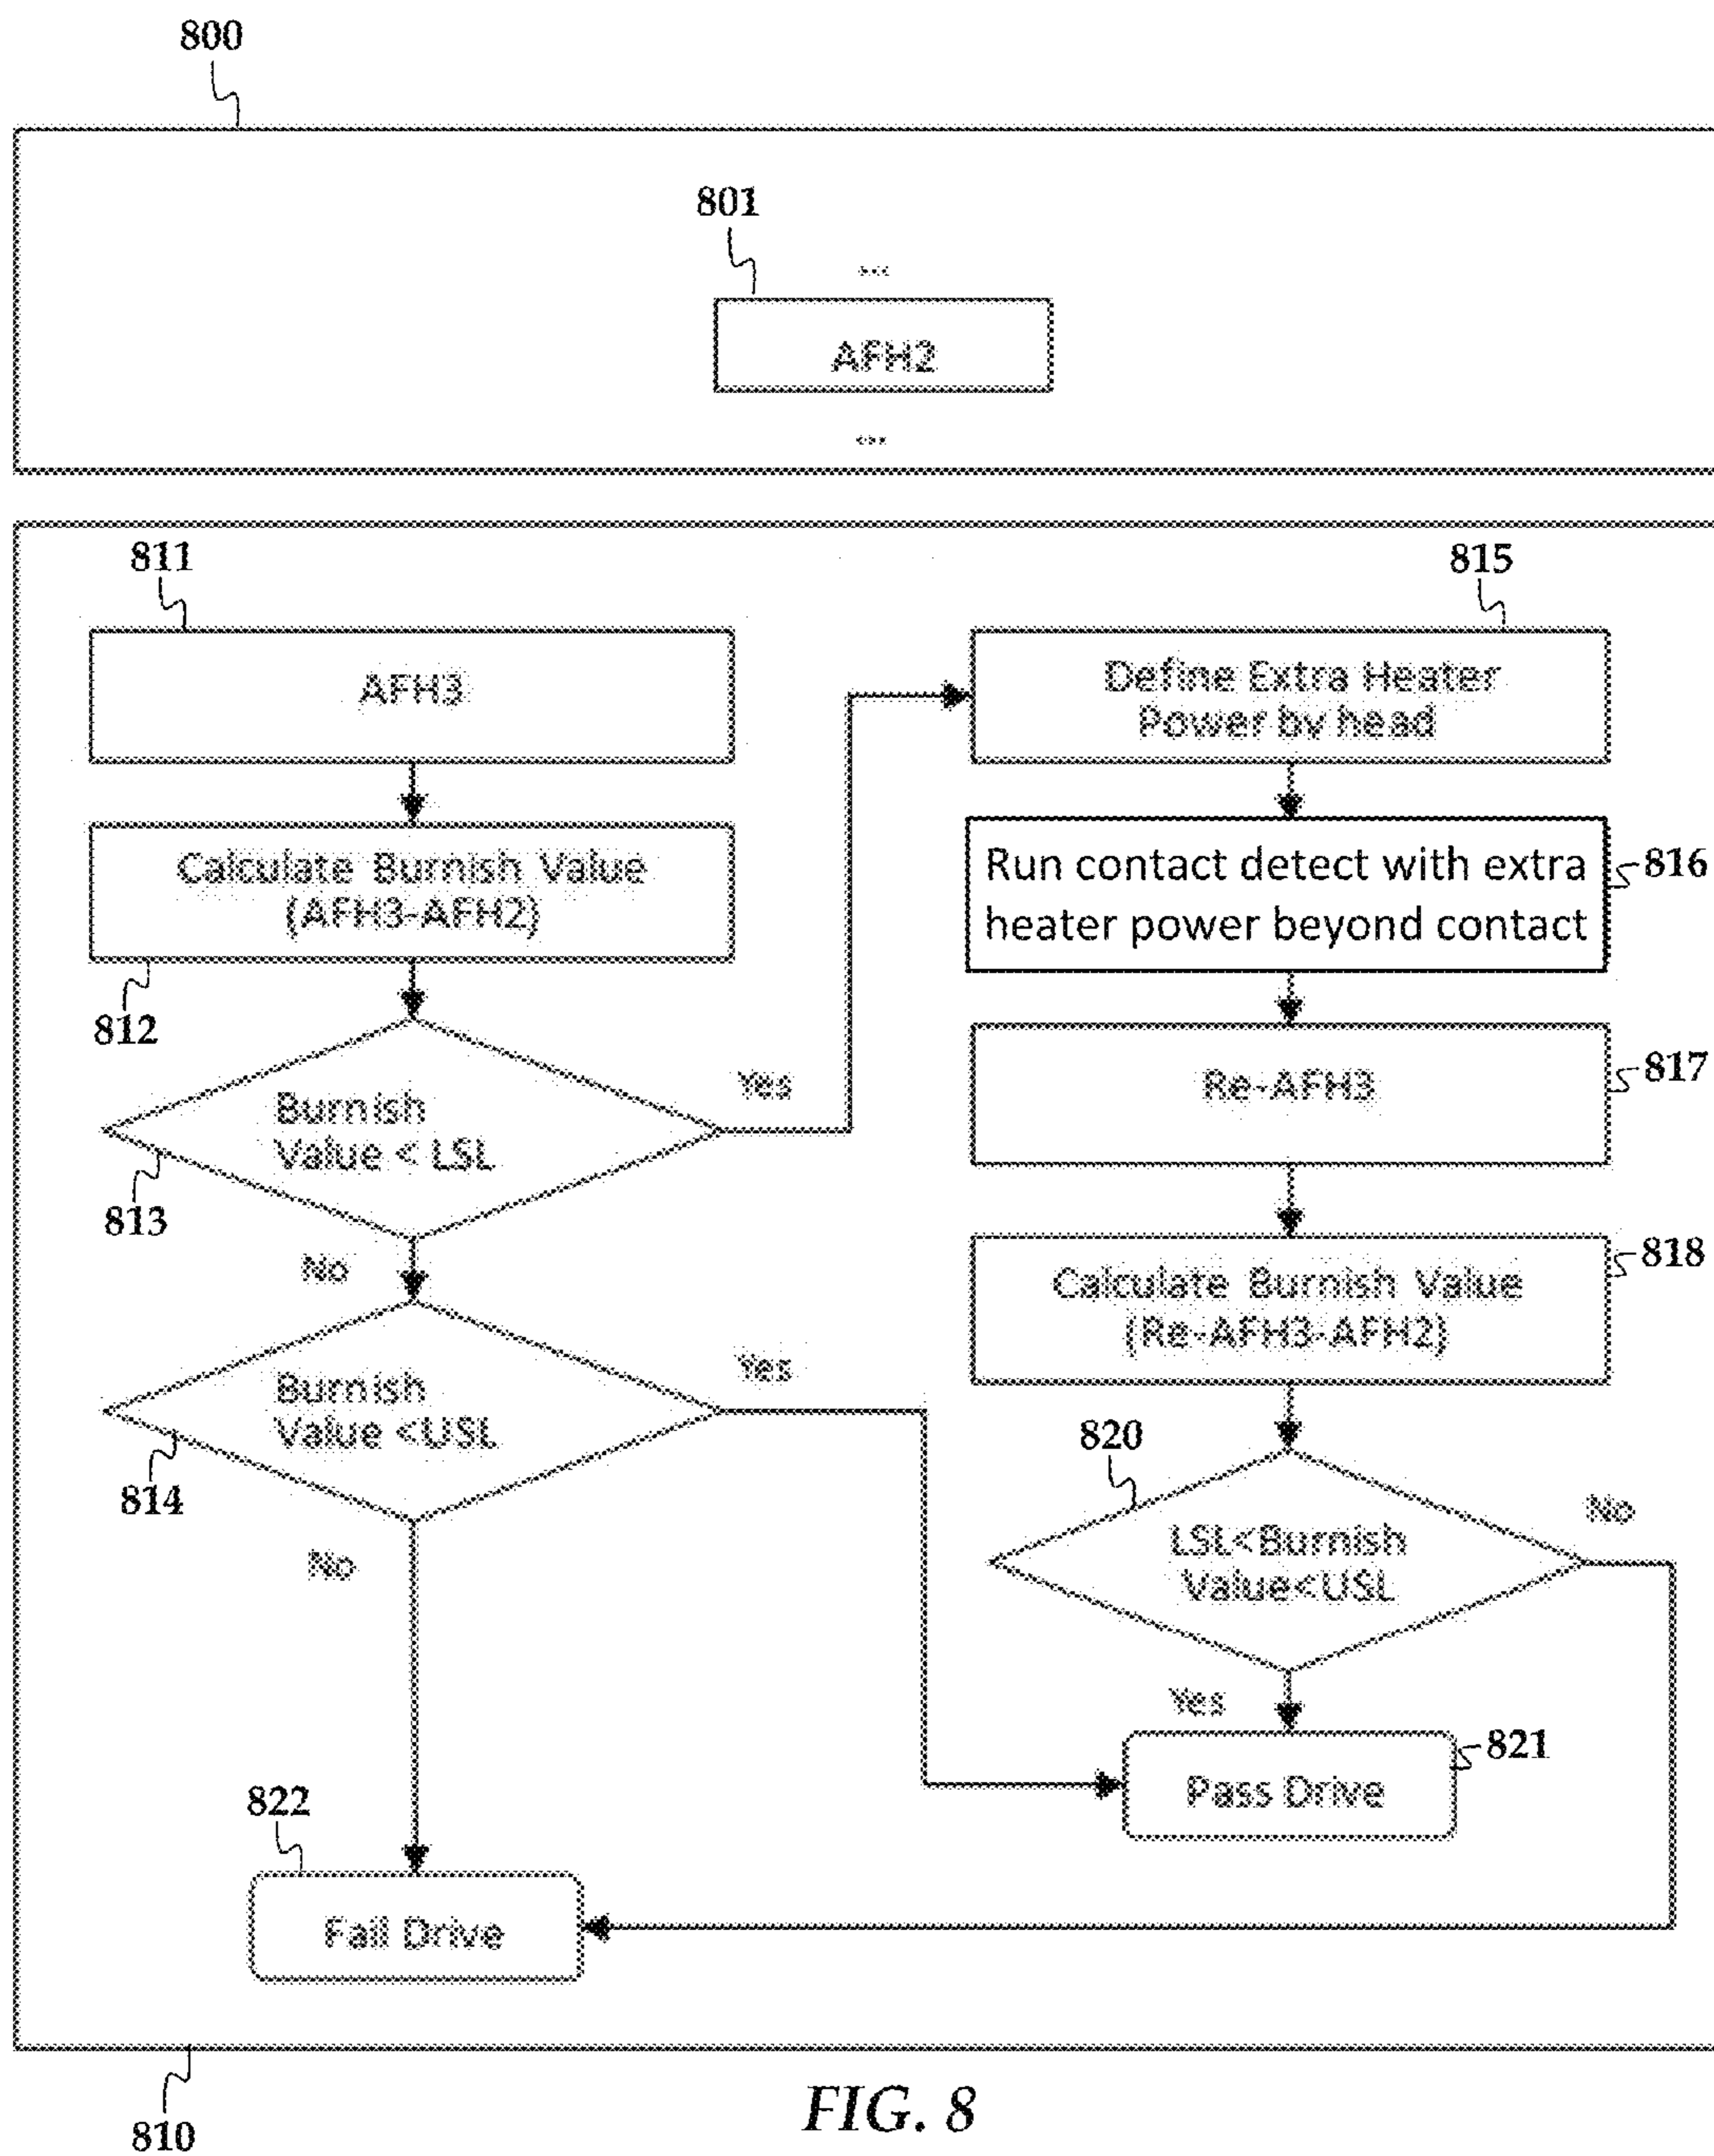 800
801
...
AFH2
...
811
AFH3
Calculate Burnish Value
(AFH3-AFH2)
812
Burnish
Value < LSL
813
Yes
No
Burnish
Value <USL
814
Yes
No
822
Fail Drive
815
Define Extra Heater
Power by head
Run contact detect with extra
heater power beyond contact
816
Re-AFH3
817
Calculate Burnish Value
(Re-AFH3-AFH2)
818
820
LSL<Burnish
Value<USL
No
Yes
Pass Drive
821
810
FIG. 8